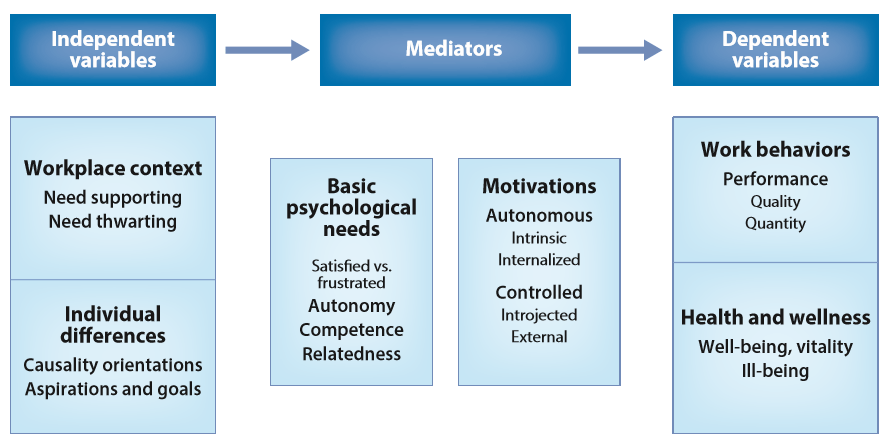 Independent
variables
Mediators
Dependent
variables
Workplace context
Need supporting
Need thwarting
Individual
differences
Causality orientations
Aspirations and goals
Basic
psychological
needs
Satisfied vs.
frustrated
Autonomy
Competence
Relatedness
Motivations
Autonomous
Intrinsic
Internalized
Controlled
Introjected
External
Work behaviors
Performance
Quality
Quantity
Health and wellness
Well-being, vitality
Ill-being